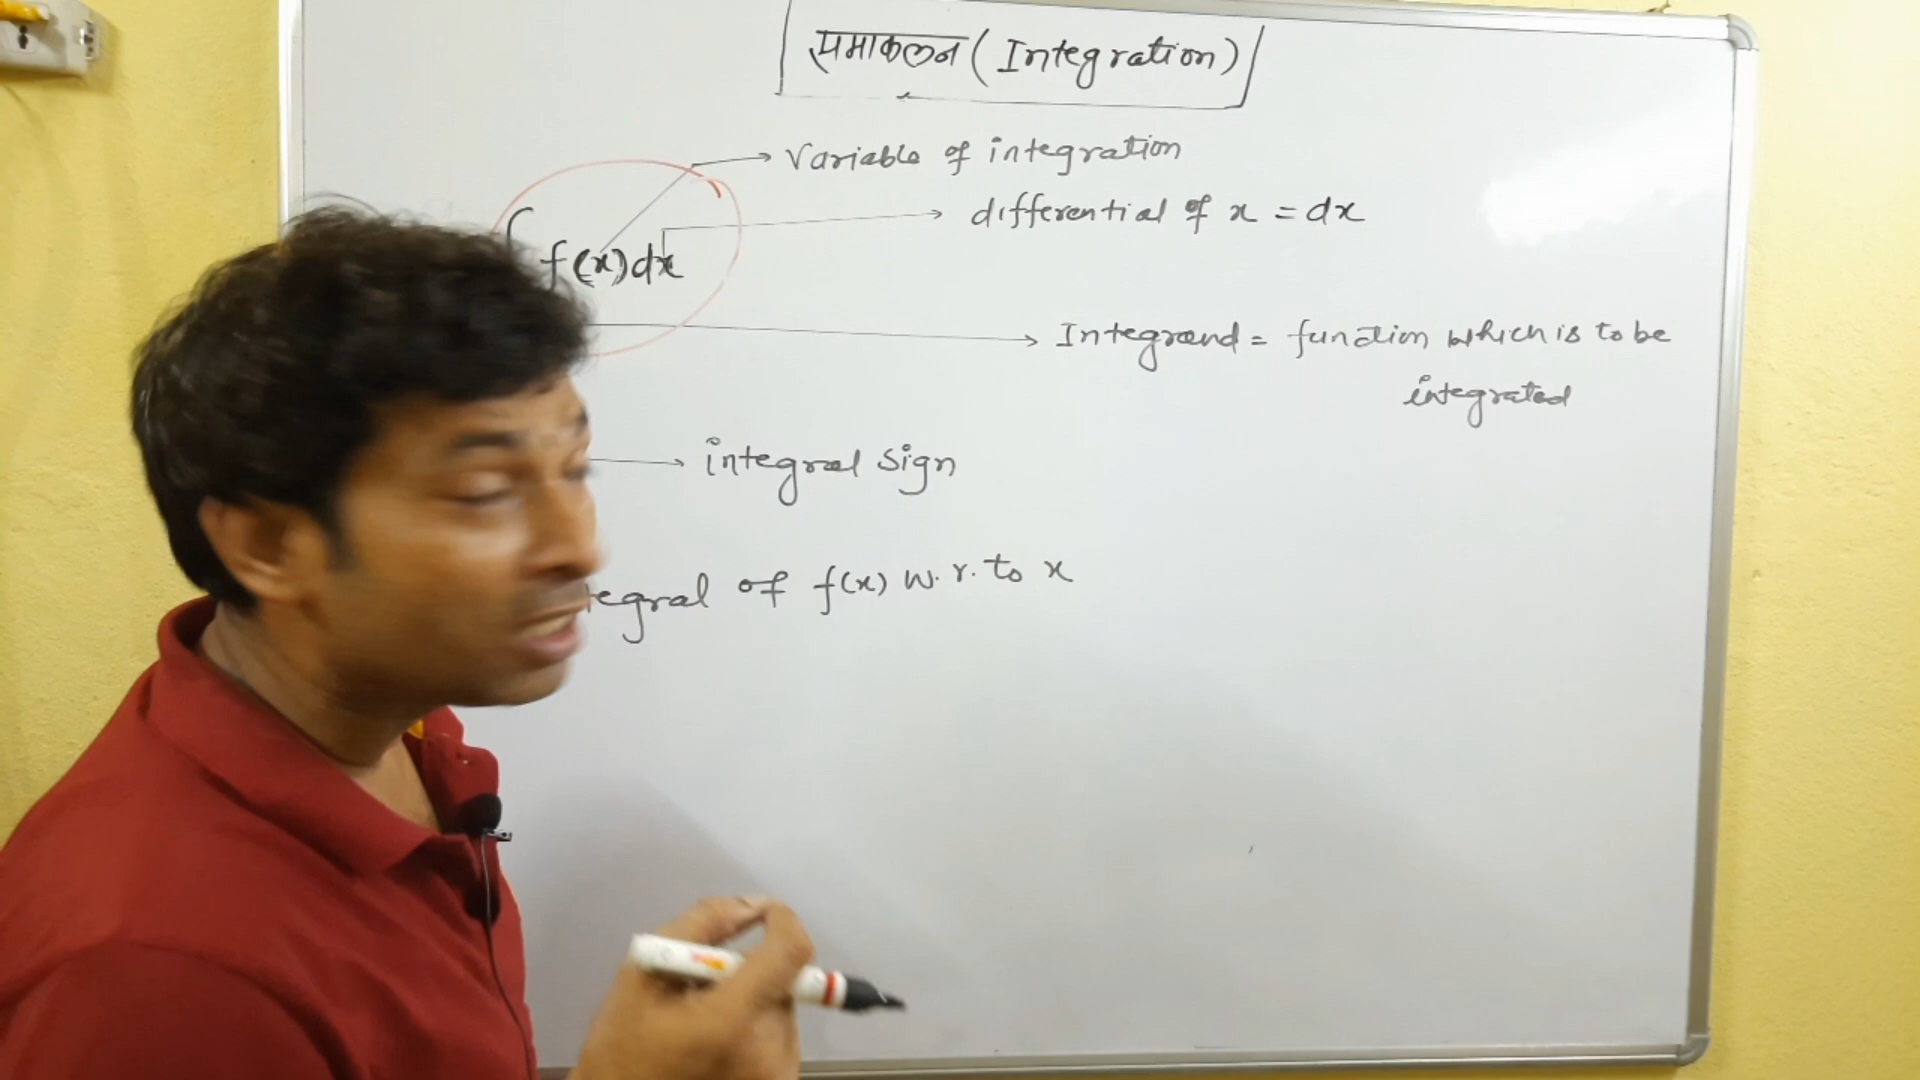 समाकलन ( Integration )
Variable of integration
differential of x = dx
∫ f(x) dx
Integrand = function which is to be
integrated
integral sign
egral of f(x) w.r.to x